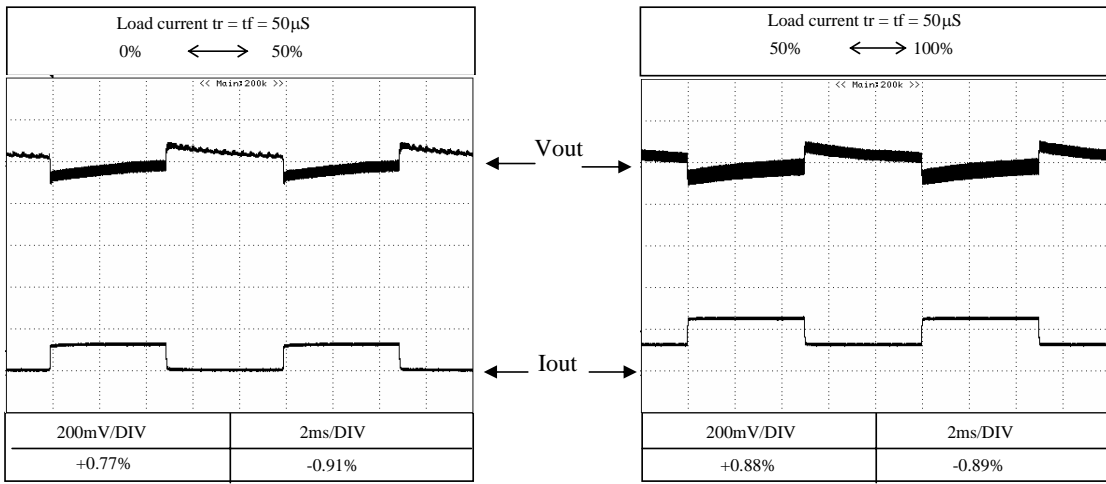 Load current tr = tf = 50µS
0% 50%
<< Main:200k >>
200mV/DIV 2ms/DIV
+0.77% -0.91%
Vout
Iout
Load current tr = tf = 50µS
50% 100%
<< Main:200k >>
200mV/DIV 2ms/DIV
+0.88% -0.89%